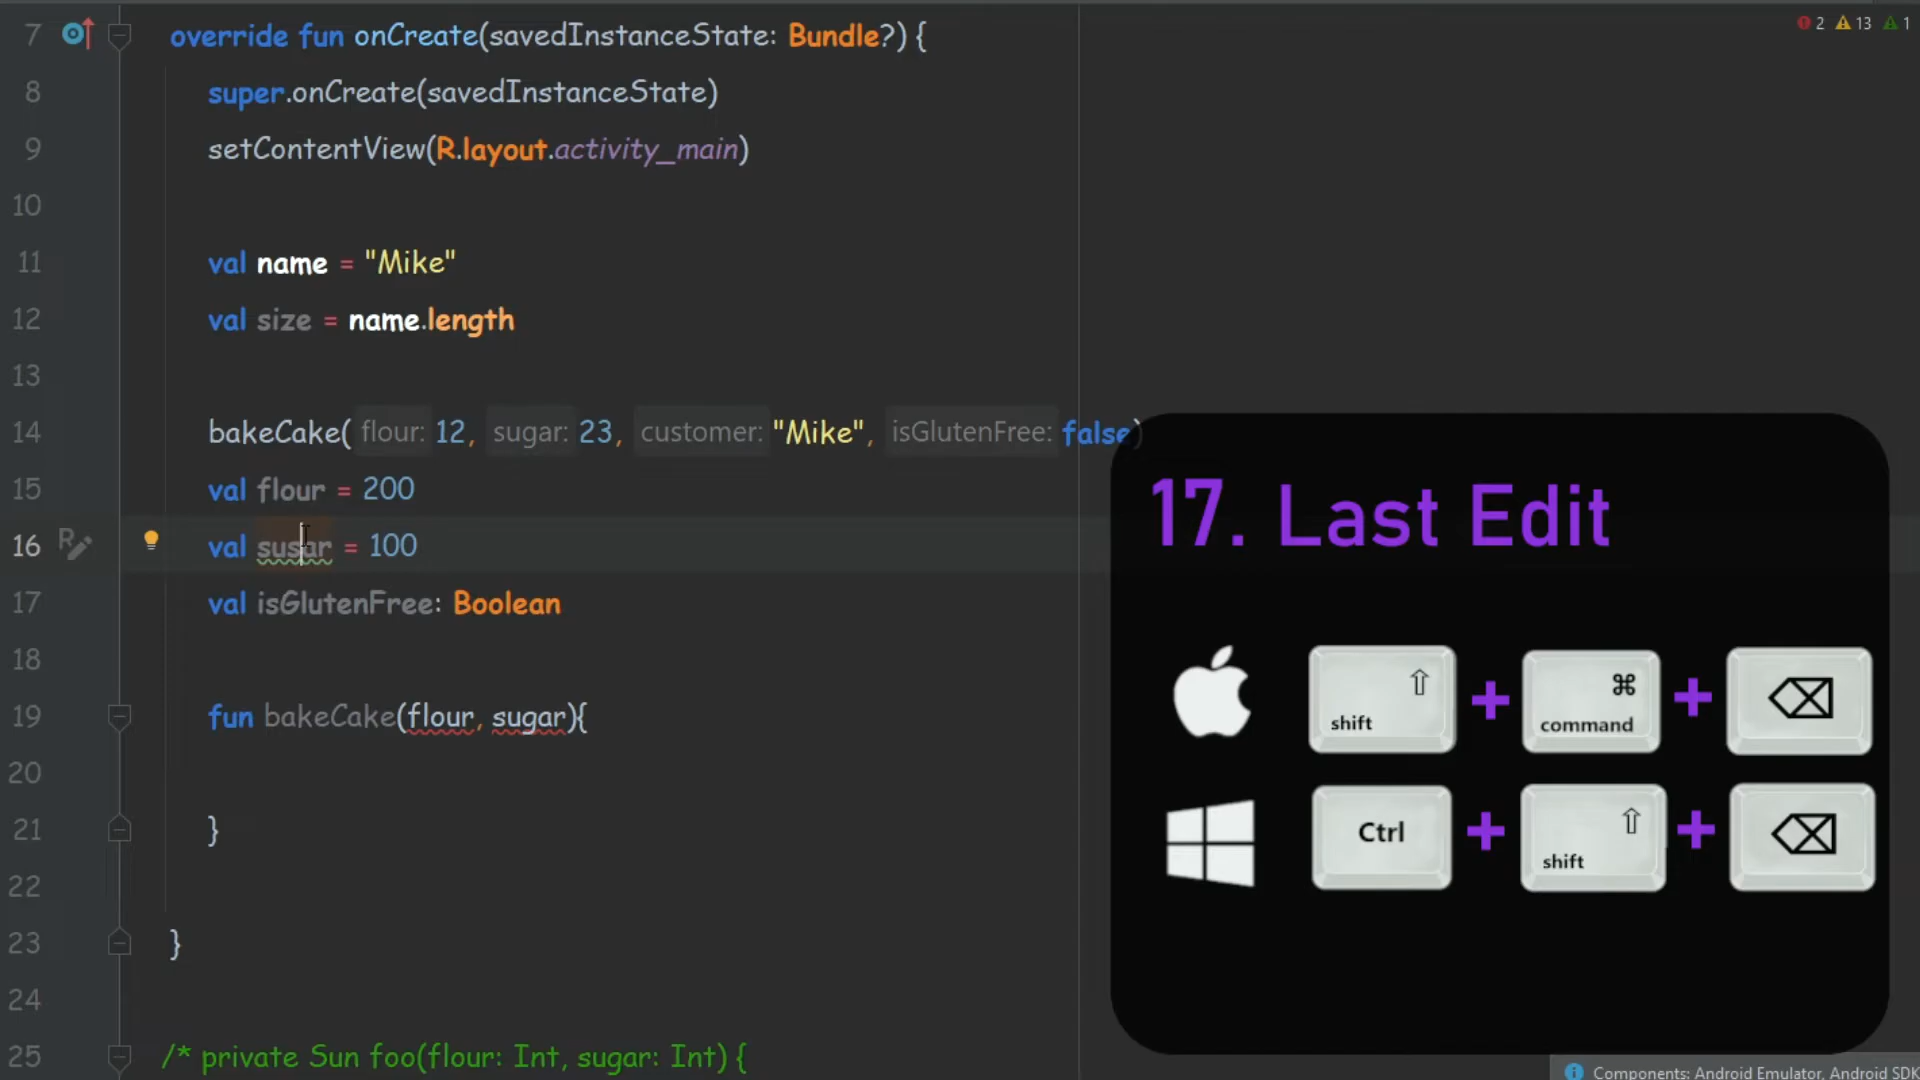 7 override fun onCreate(savedInstanceState: Bundle?) {
2 13 1
8 super.onCreate(savedInstanceState)
9 setContentView(R.layout.activity_main)
10
11 val name = "Mike"
12 val size = name.length
13
14 bakeCake( flour: 12, sugar: 23, customer: "Mike", isGlutenFree: false)
15 val flour = 200
16 val susar = 100
17 val isGlutenFree: Boolean
18
19 fun bakeCake(flour, sugar){
20
21 }
22
23 }
24
25 /* private Sun foo(flour: Int, sugar: Int) {
17. Last Edit
shift ⇧ + ⌘ command + ⌫
Ctrl + ⇧ shift + ⌫
Components: Android Emulator, Android SDK